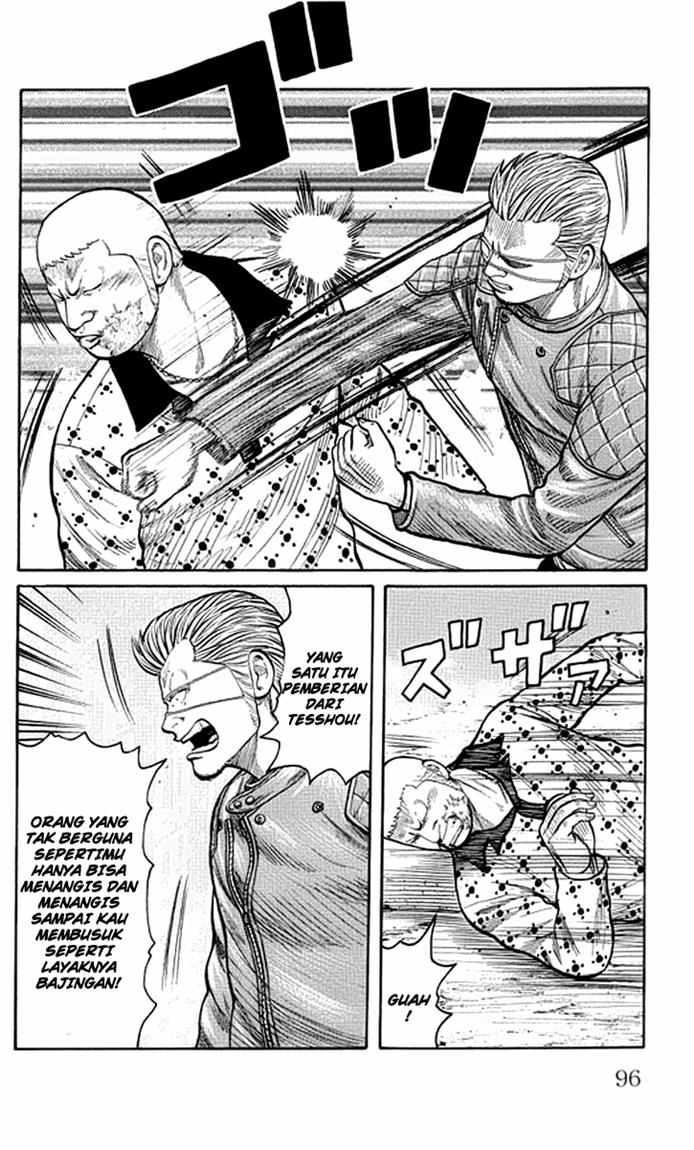 ゴッ
ズザァ
GUAH
!
YANG
SATU ITU
PEMBERIAN
DARI
TESSHOU!
ORANG YANG
TAK BERGUNA
SEPERTIMU
HANYA BISA
MENANGIS DAN
MENANGIS
SAMPAI KAU
MEMBUSUK
SEPERTI
LAYAKNYA
BAJINGAN!
96